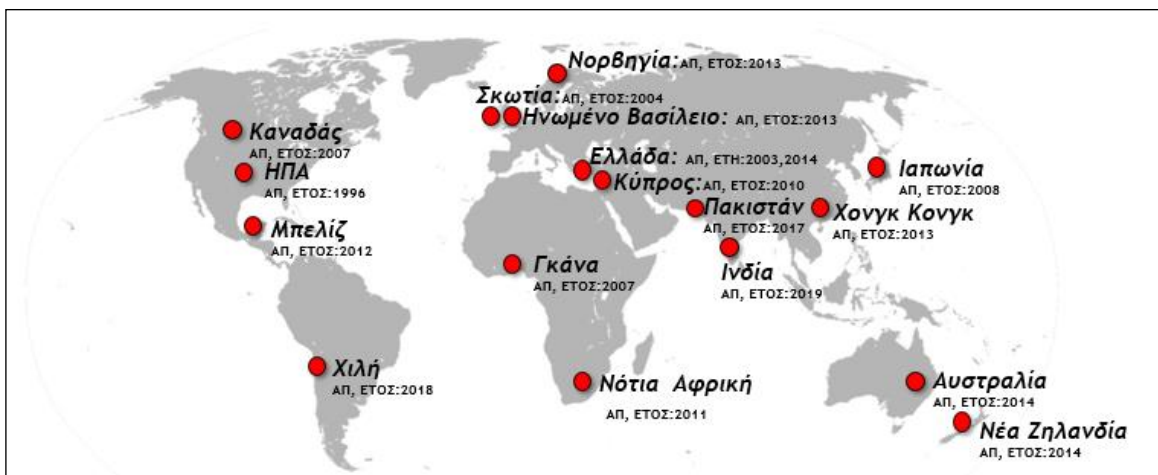 Νορβηγία: ΑΠ, ΕΤΟΣ:2013
Σκωτία: ΑΠ, ΕΤΟΣ:2004
Ηνωμένο Βασίλειο: ΑΠ, ΕΤΟΣ:2013
Καναδάς
ΑΠ, ΕΤΟΣ:2007
ΗΠΑ
ΑΠ, ΕΤΟΣ:1996
Ελλάδα: ΑΠ, ΕΤΗ:2003,2014
Κύπρος: ΑΠ, ΕΤΟΣ:2010
Ιαπωνία
ΑΠ, ΕΤΟΣ:2008
Πακιστάν
ΑΠ, ΕΤΟΣ:2017
Χονγκ Κονγκ
ΑΠ, ΕΤΟΣ:2013
Μπελίζ
ΑΠ, ΕΤΟΣ:2012
Γκάνα
ΑΠ, ΕΤΟΣ:2007
Ινδία
ΑΠ, ΕΤΟΣ:2019
Χιλή
ΑΠ, ΕΤΟΣ:2018
Νότια Αφρική
ΑΠ, ΕΤΟΣ:2011
Αυστραλία
ΑΠ, ΕΤΟΣ:2014
Νέα Ζηλανδία
ΑΠ, ΕΤΟΣ:2014